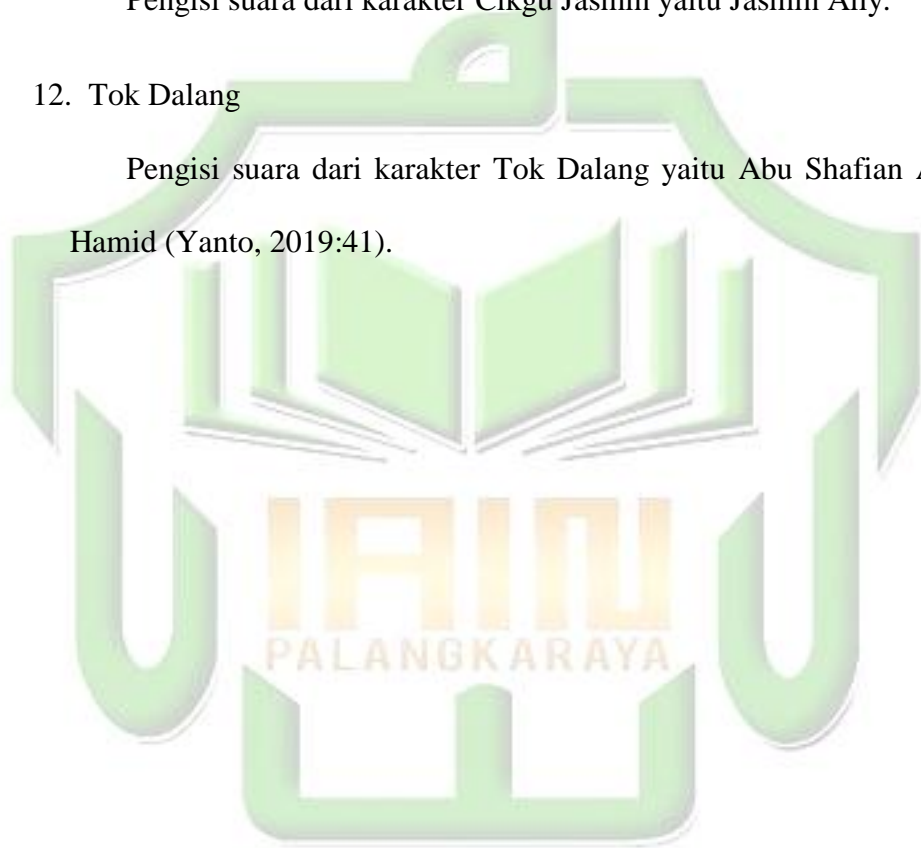 Pengisi suara dari karakter Cikgu Jasmin yaitu Jasmin Ally.
12. Tok Dalang
Pengisi suara dari karakter Tok Dalang yaitu Abu Shafian
Hamid (Yanto, 2019:41).
IAIN
PALANGKARAYA